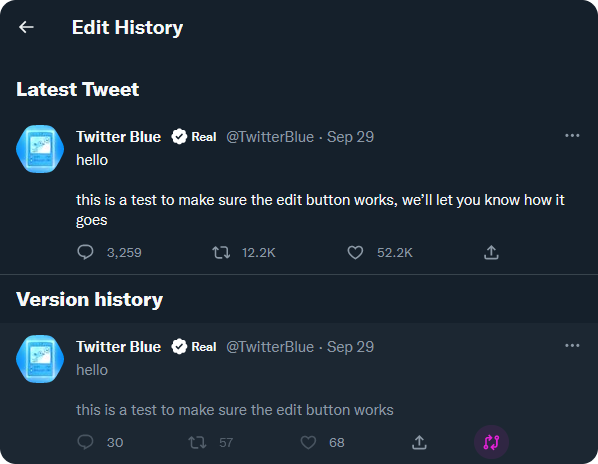 Edit History
Latest Tweet
Twitter Blue Real @TwitterBlue · Sep 29
hello
this is a test to make sure the edit button works, we’ll let you know how it
goes
3,259 12.2K 52.2K
Version history
Twitter Blue Real @TwitterBlue · Sep 29
hello
this is a test to make sure the edit button works
30 57 68